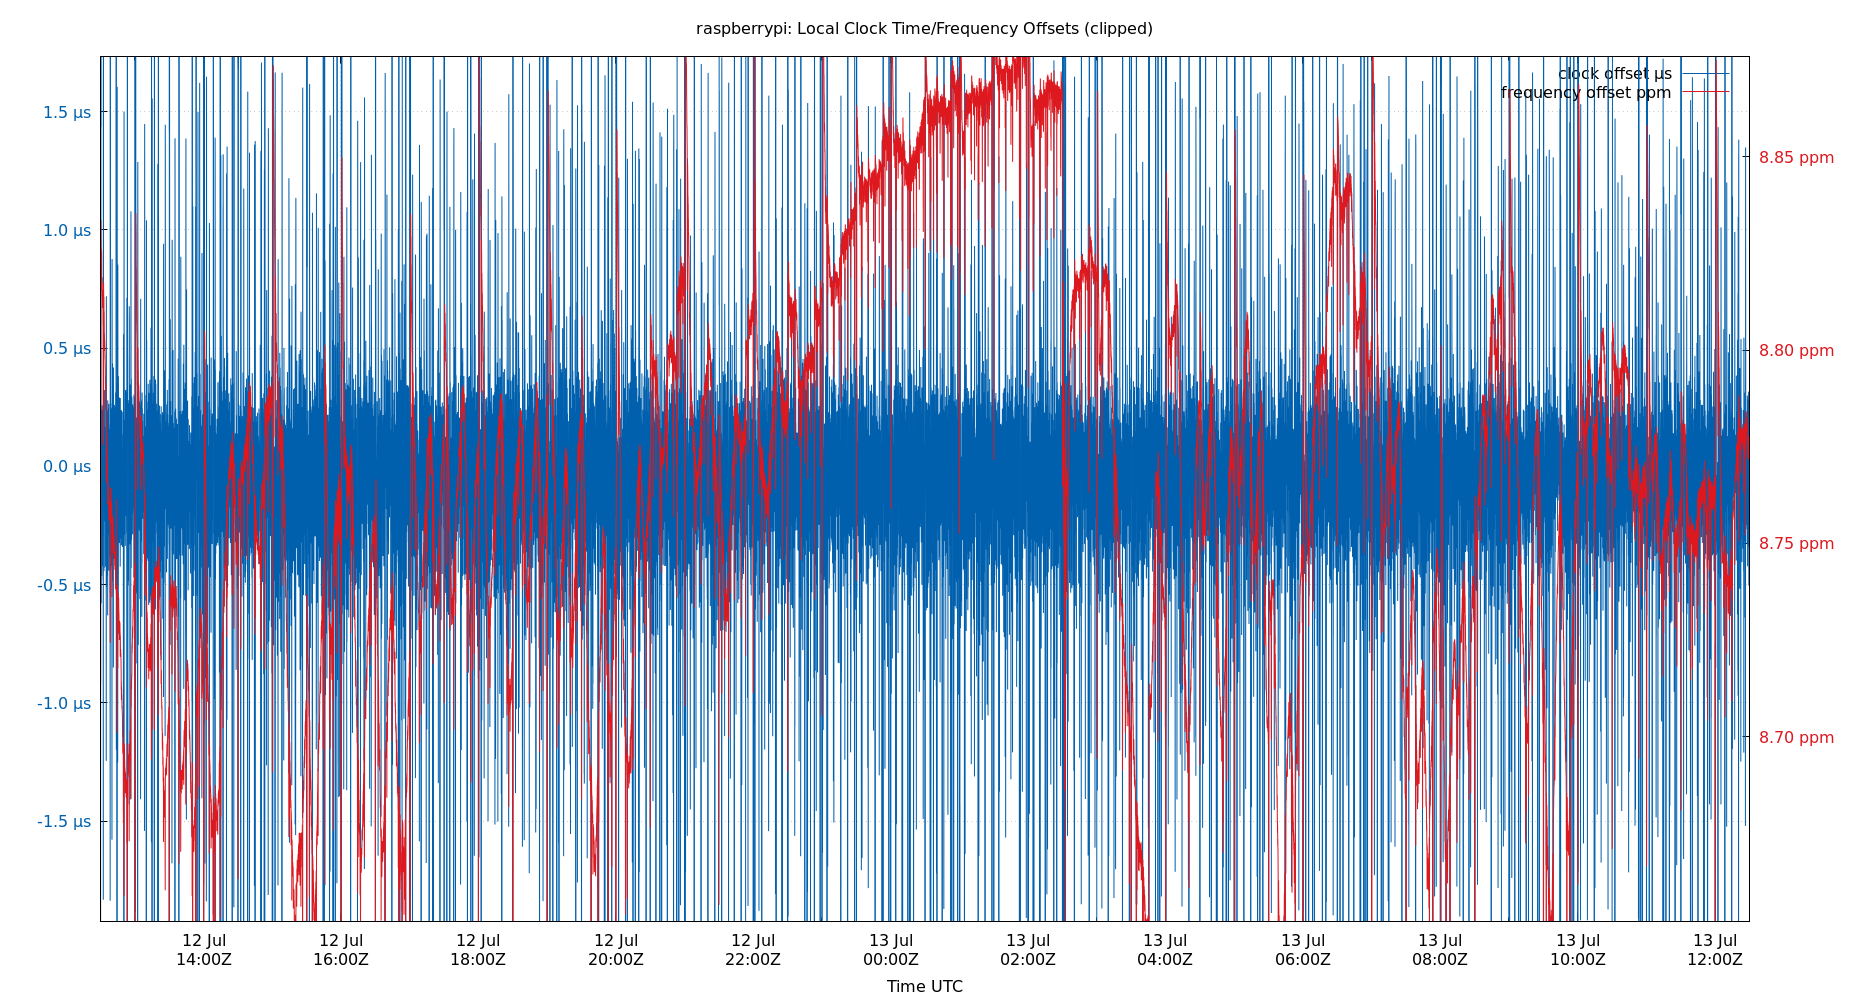 raspberrypi: Local Clock Time/Frequency Offsets (clipped)
clock offset µs
frequency offset ppm
1.5 µs
1.0 µs
0.5 µs
0.0 µs
-0.5 µs
-1.0 µs
-1.5 µs
8.85 ppm
8.80 ppm
8.75 ppm
8.70 ppm
12 Jul 12 Jul 12 Jul 12 Jul 12 Jul 13 Jul 13 Jul 13 Jul 13 Jul 13 Jul 13 Jul 13 Jul
14:00Z 16:00Z 18:00Z 20:00Z 22:00Z 00:00Z 02:00Z 04:00Z 06:00Z 08:00Z 10:00Z 12:00Z
Time UTC